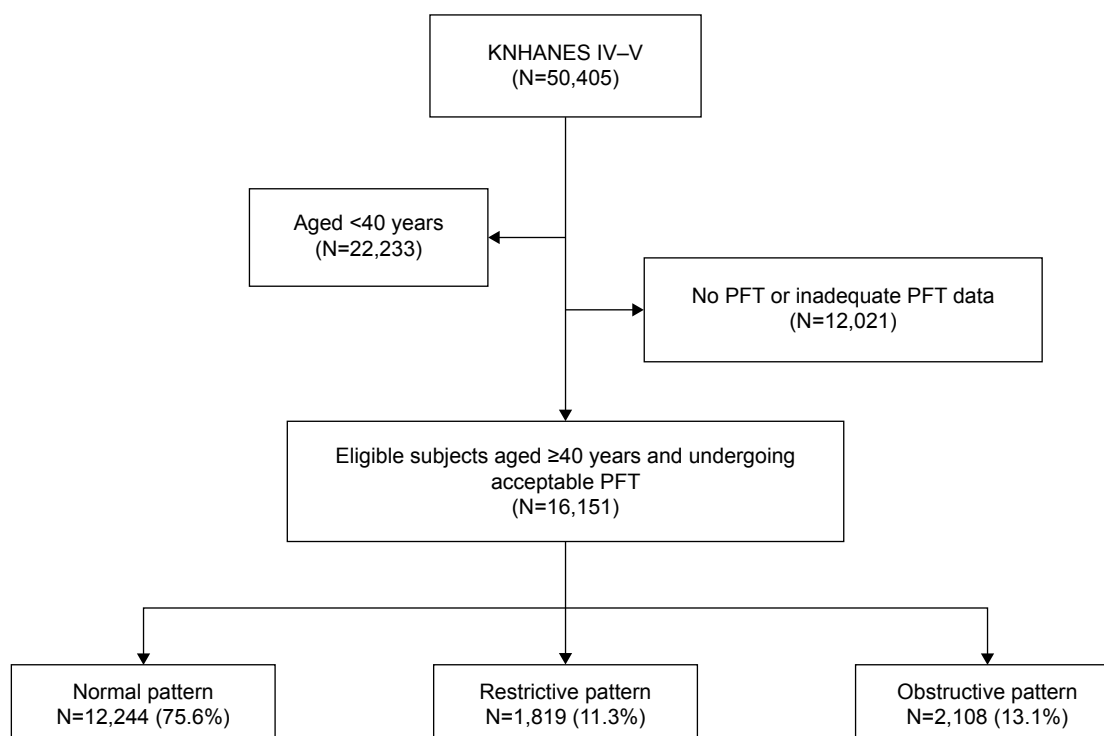 KNHANES IV–V
(N=50,405)
Aged <40 years
(N=22,233)
No PFT or inadequate PFT data
(N=12,021)
Eligible subjects aged ≥40 years and undergoing
acceptable PFT
(N=16,151)
Normal pattern
N=12,244 (75.6%)
Restrictive pattern
N=1,819 (11.3%)
Obstructive pattern
N=2,108 (13.1%)